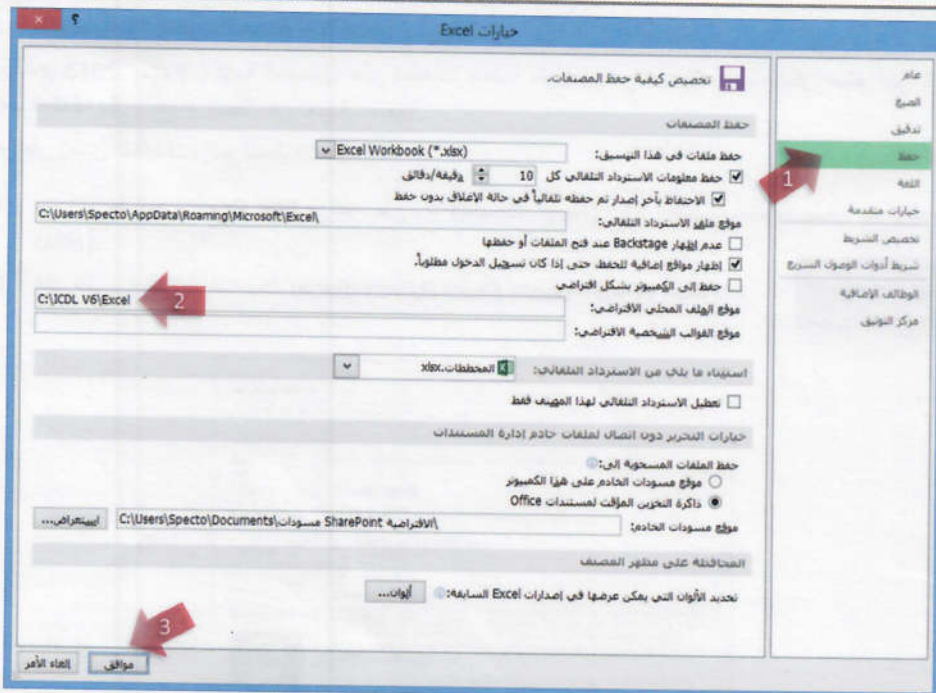 خيارات Excel
؟
×
عام
الصيغ
تدقيق
حفظ
اللغة
خيارات متقدمة
تخصيص الشريط
شريط أدوات الوصول السريع
الوظائف الإضافية
مركز التوثيق
1
تخصيص كيفية حفظ المصنفات.
حفظ المصنفات
حفظ ملفات في هذا التنسيق: Excel Workbook (*.xlsx)
حفظ معلومات الاسترداد التلقائي كل 10 دقيقة/دقائق
الاحتفاظ بآخر إصدار تم حفظه تلقائياً في حالة الإغلاق بدون حفظ
موقع ملف الاسترداد التلقائي: C:\Users\Specto\AppData\Roaming\Microsoft\Excel\
عدم إظهار Backstage عند فتح الملفات أو حفظها
إظهار مواقع إضافية للحفظ، حتى إذا كان تسجيل الدخول مطلوباً.
حفظ إلى الكمبيوتر بشكل افتراضي
موقع الملف المحلي الافتراضي: C:\ICDL V6\Excel
2
موقع القوالب الشخصية الافتراضي:
استثناء ما يلي من الاسترداد التلقائي: المخططات.xlsx
تعطيل الاسترداد التلقائي لهذا المصنف فقط
خيارات التحرير دون اتصال لملفات خادم إدارة المستندات
حفظ الملفات المسحوبة إلى:
موقع مسودات الخادم على هذا الكمبيوتر
ذاكرة التخزين المؤقت لمستندات Office
موقع مسودات الخادم: C:\Users\Specto\Documents\مسودات SharePoint الافتراضية\
استعراض...
المحافظة على مظهر المصنف
تحديد الألوان التي يمكن عرضها في إصدارات Excel السابقة: ألوان...
3
موافق
إلغاء الأمر